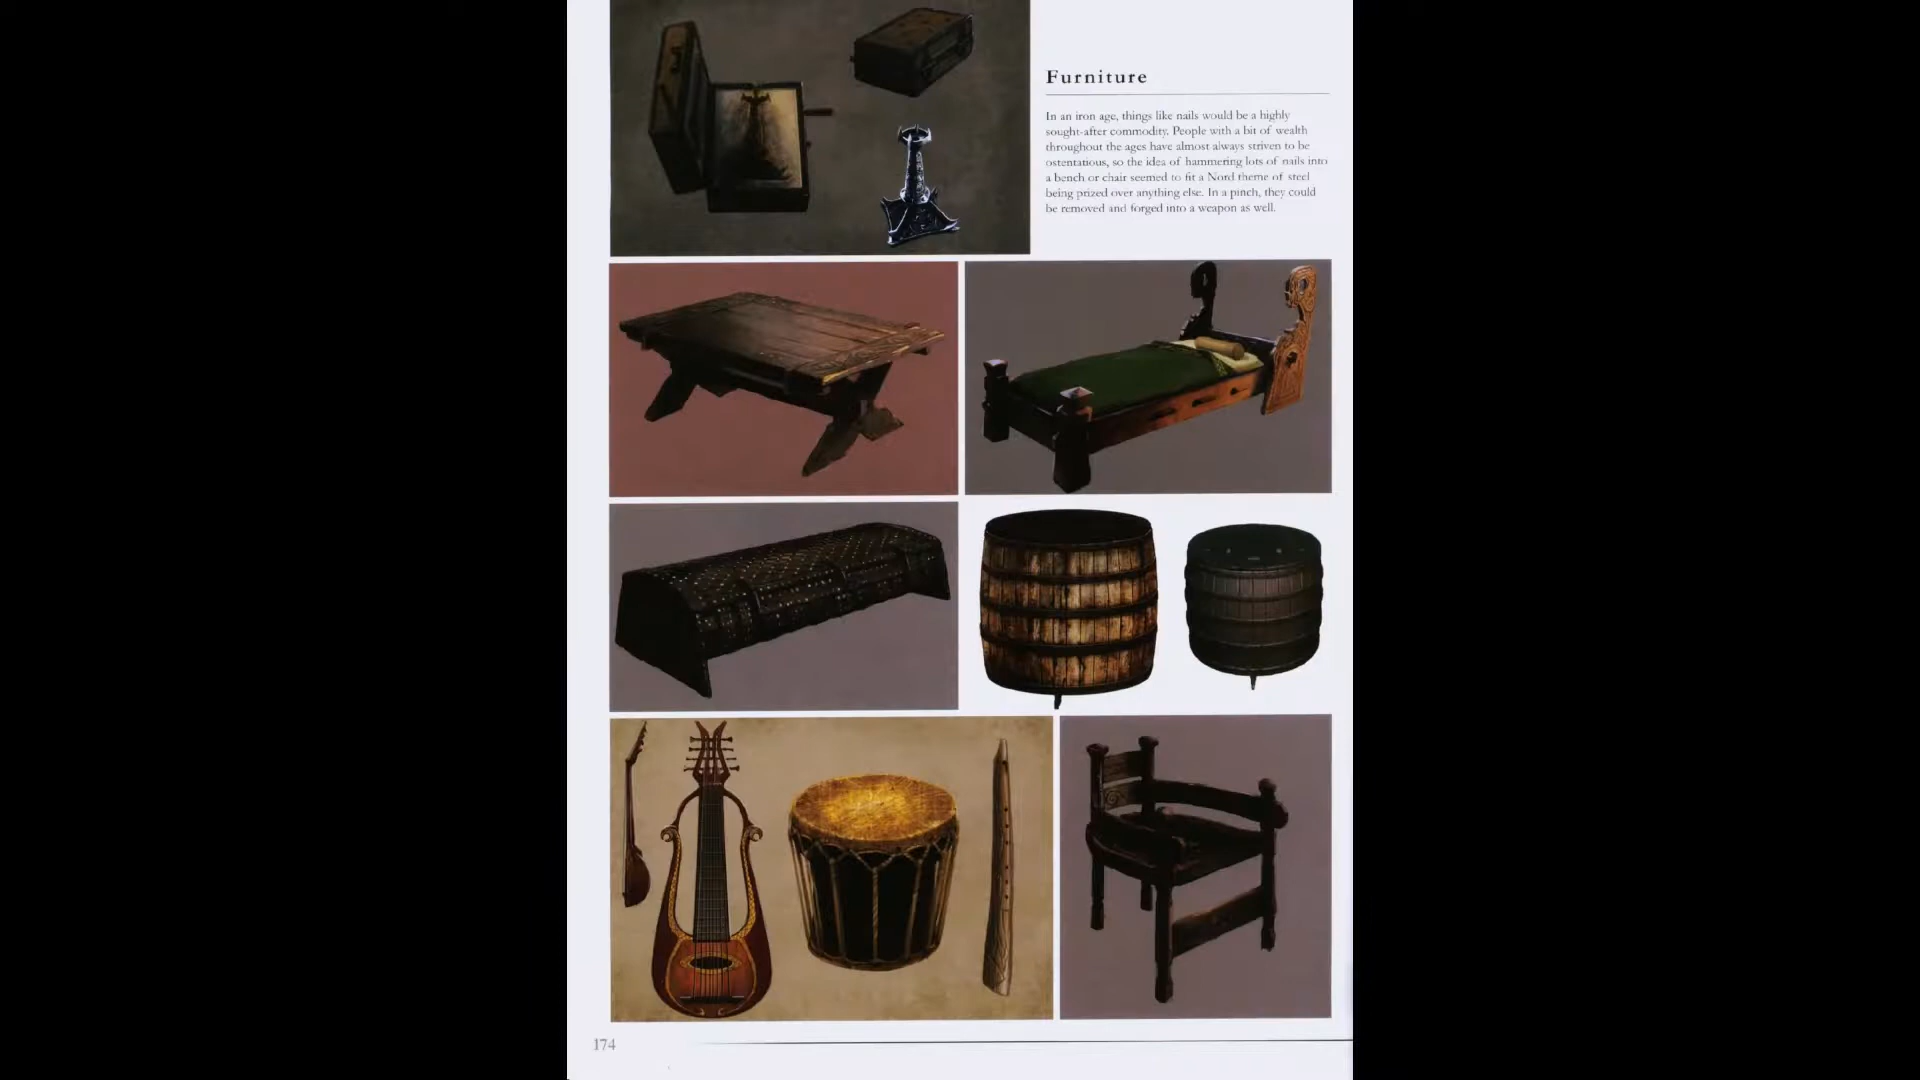 Furniture
In an iron age, things like nails would be a highly
sought-after commodity. People with a bit of wealth
throughout the ages have almost always striven to be
ostentatious, so the idea of hammering lots of nails into
a bench or chair seemed to fit a Nord theme of steel
being prized over anything else. In a pinch, they could
be removed and forged into a weapon as well.
174